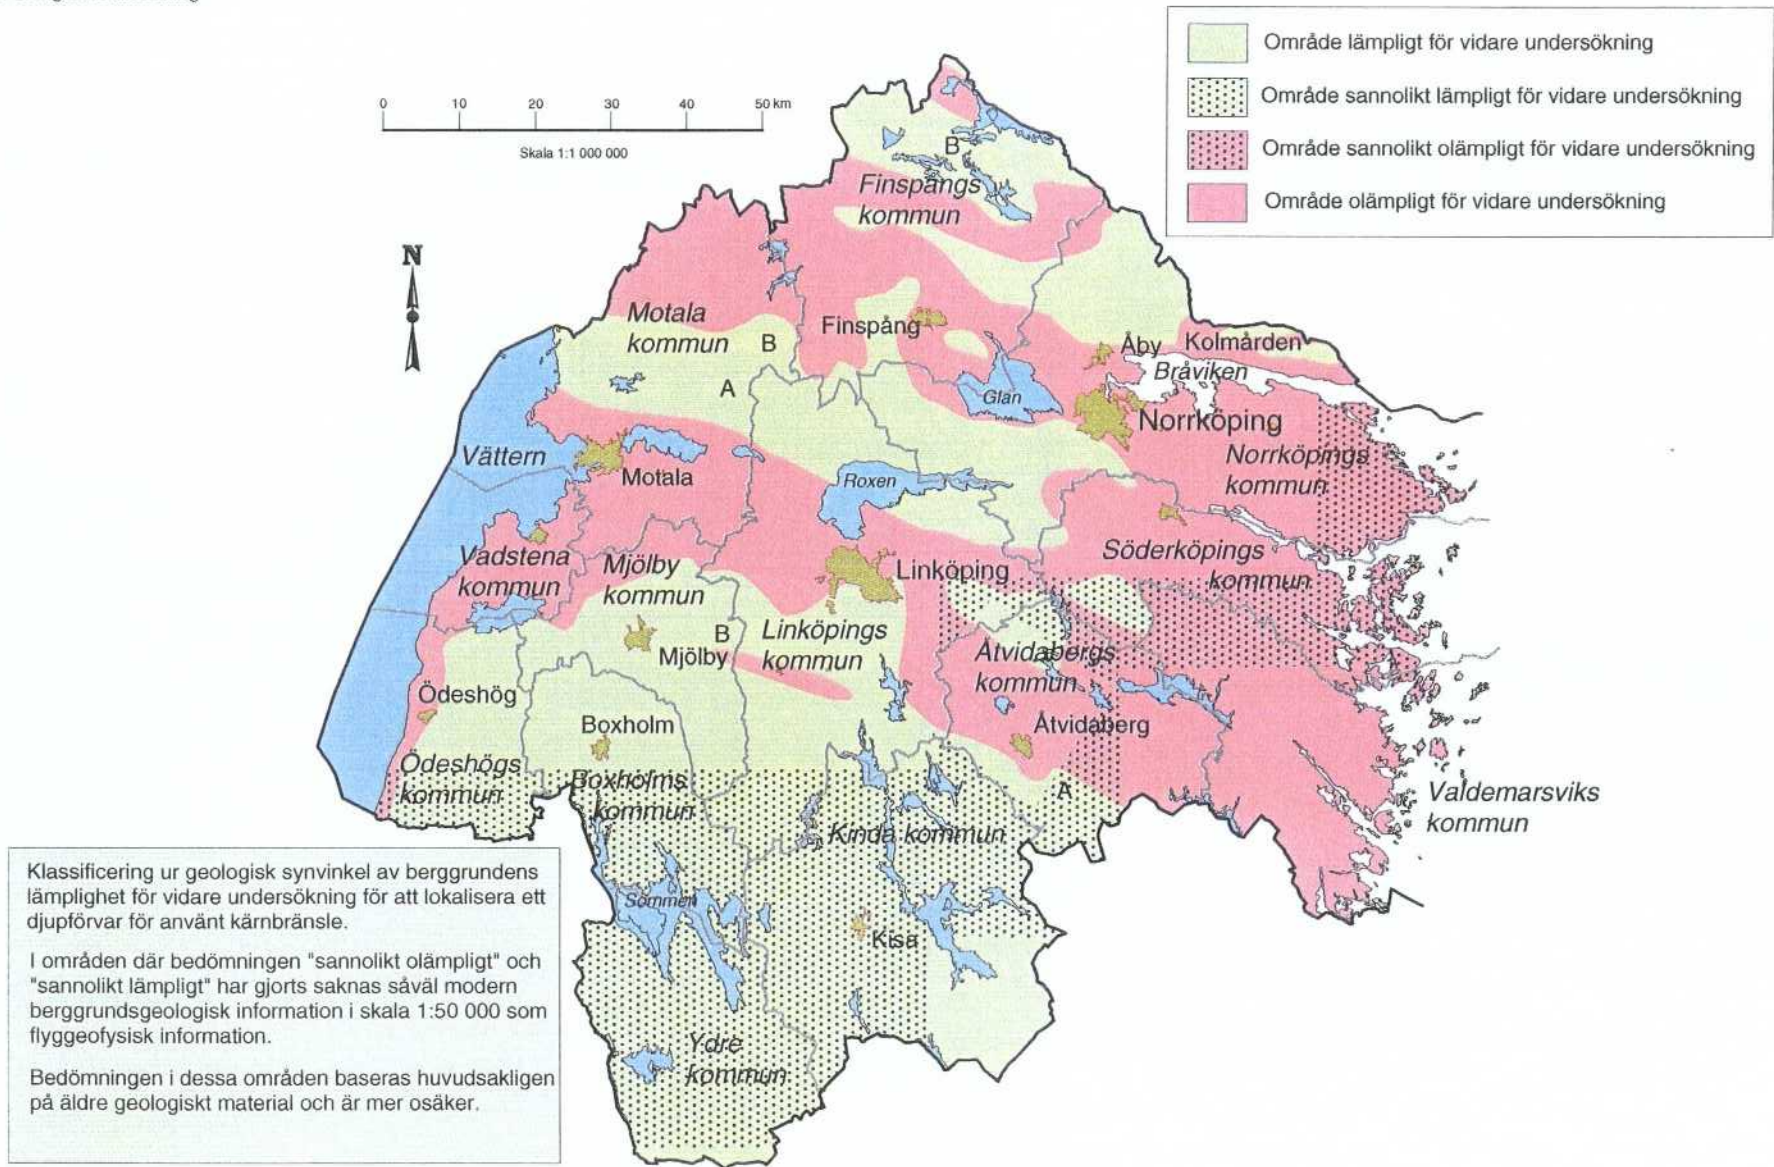 Område lämpligt för vidare undersökning
Område sannolikt lämpligt för vidare undersökning
Område sannolikt olämpligt för vidare undersökning
Område olämpligt för vidare undersökning
0 10 20 30 40 50 km
Skala 1:1 000 000
N
B
Finspångs
kommun
Motala
kommun
B
A
Finspång
Åby
Kolmården
Bråviken
Glan
Norrköping
Norrköpings
kommun
Vättern
Motala
Roxen
Vadstena
kommun
Mjölby
kommun
Linköping
Söderköpings
kommun
B
Mjölby
Linköpings
kommun
Åtvidabergs
kommun
Ödeshög
Boxholm
Åtvidaberg
Ödeshögs
kommun
Boxholms
kommun
A
Kinda kommun
Valdemarsviks
kommun
Sommen
Kisa
Ydre
kommun
Klassificering ur geologisk synvinkel av berggrundens
lämplighet för vidare undersökning för att lokalisera ett
djupförvar för använt kärnbränsle.
I områden där bedömningen "sannolikt olämpligt" och
"sannolikt lämpligt" har gjorts saknas såväl modern
berggrundsgeologisk information i skala 1:50 000 som
flyggeofysisk information.
Bedömningen i dessa områden baseras huvudsakligen
på äldre geologiskt material och är mer osäker.